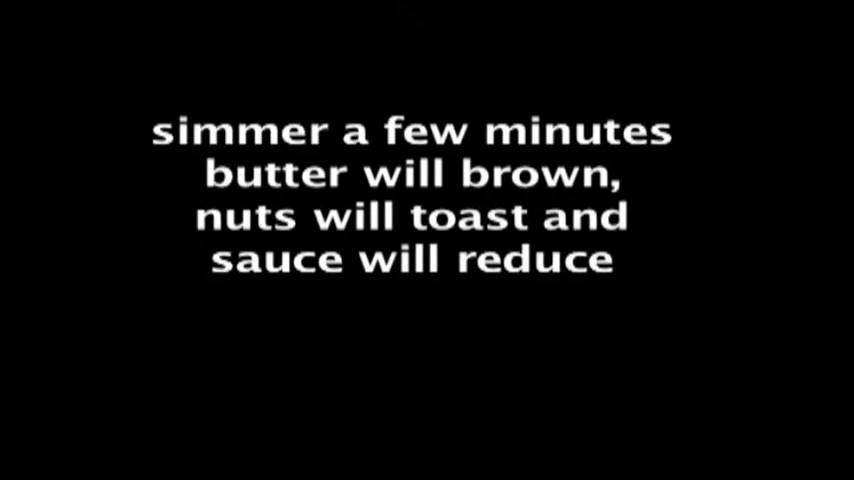 simmer a few minutes
butter will brown,
nuts will toast and
sauce will reduce